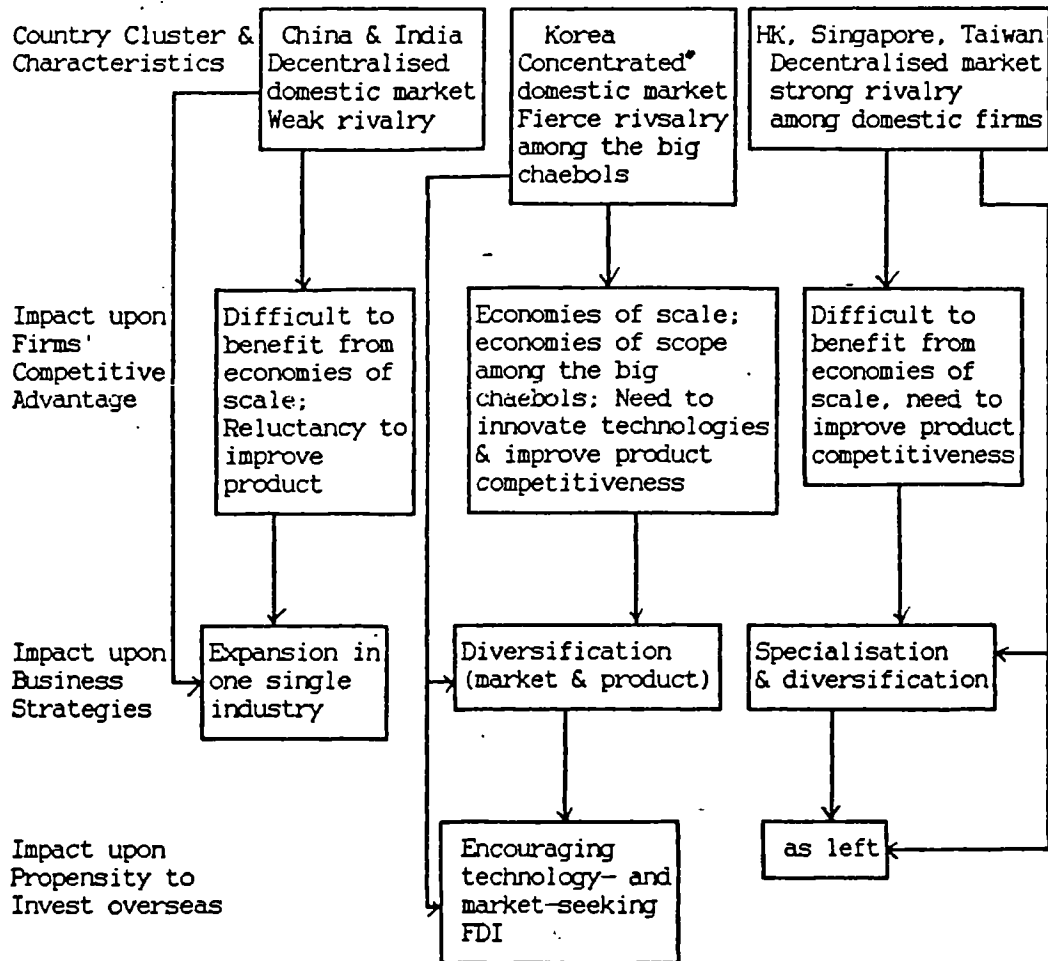 Country Cluster &
Characteristics
China & India
Decentralised
domestic market
Weak rivalry
Korea
Concentrated*
domestic market
Fierce rivsalry
among the big
chaebols
HK, Singapore, Taiwan
Decentralised market
strong rivalry
among domestic firms
Impact upon
Firms'
Competitive
Advantage
Difficult to
benefit from
economies of
scale;
Reluctancy to
improve
product
Economies of scale;
economies of scope
among the big
chaebols; Need to
innovate technologies
& improve product
competitiveness
Difficult to
benefit from
economies of
scale, need to
improve product
competitiveness
Impact upon
Business
Strategies
Expansion in
one single
industry
Diversification
(market & product)
Specialisation
& diversification
Impact upon
Propensity to
Invest overseas
Encouraging
technology- and
market-seeking
FDI
as left